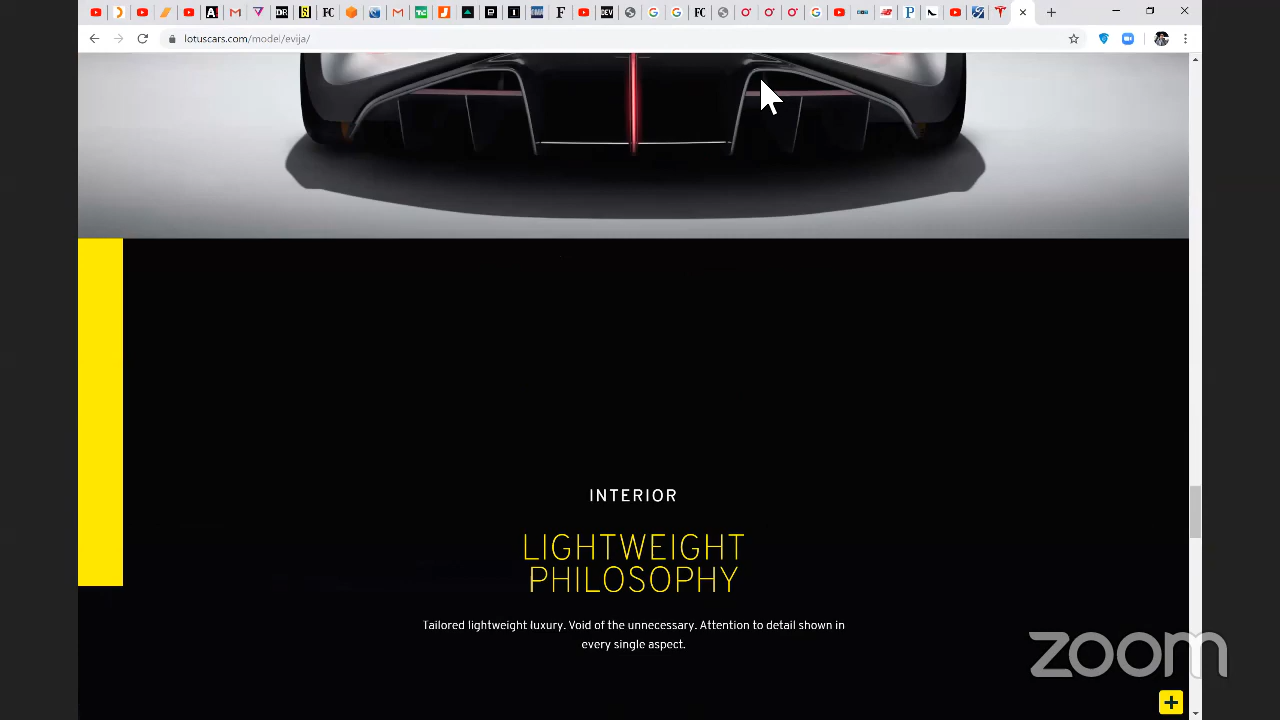 lotuscars.com/model/evija/
INTERIOR
LIGHTWEIGHT
PHILOSOPHY
Tailored lightweight luxury. Void of the unnecessary. Attention to detail shown in
every single aspect.
zoom